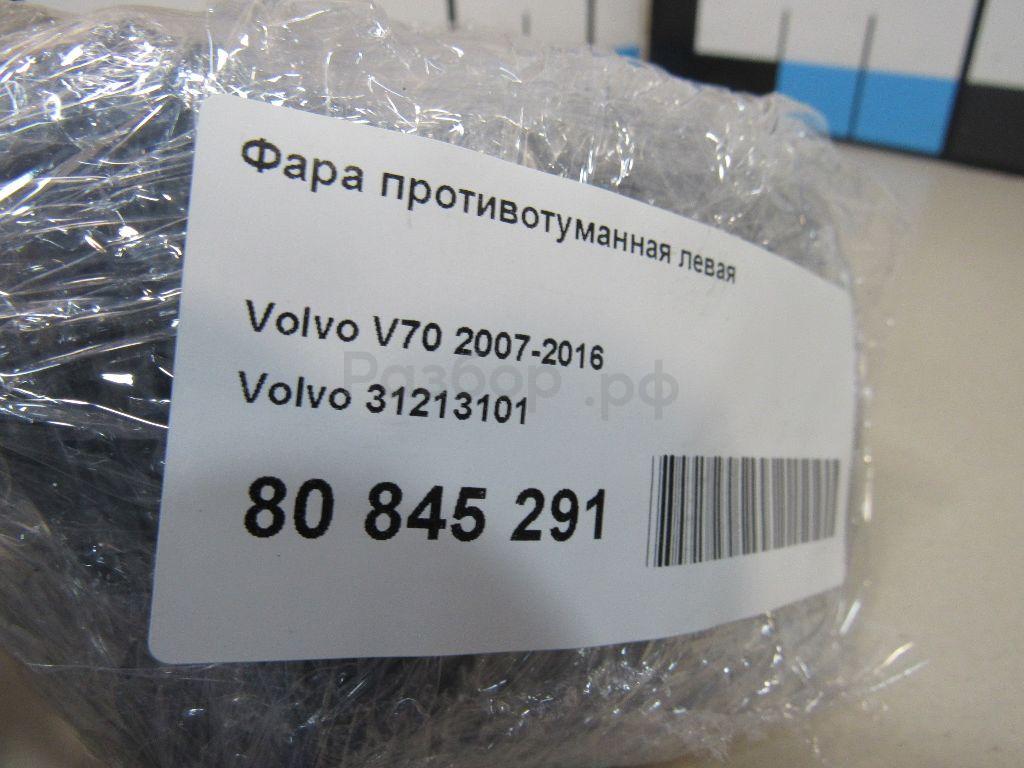 Фара противотуманная левая
Volvo V70 2007-2016
Разбор.рф
Volvo 31213101
80 845 291